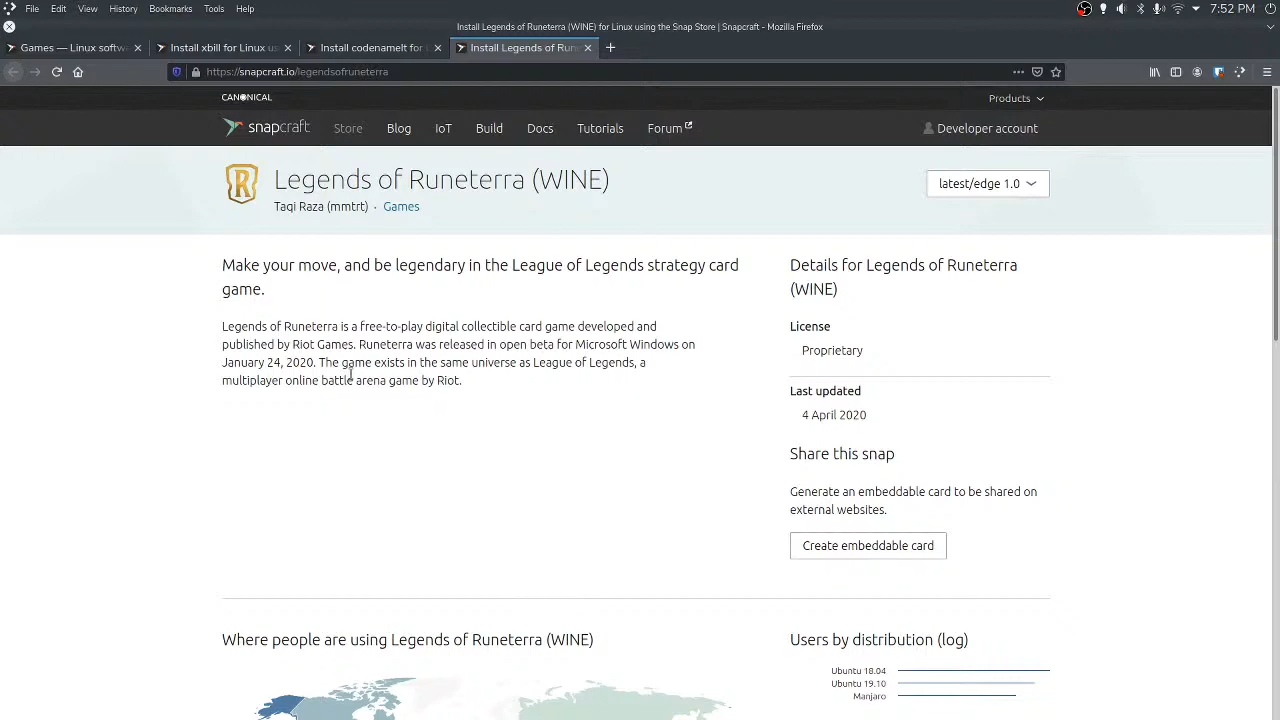 File Edit View History Bookmarks Tools Help 7:52 PM
Install Legends of Runeterra (WINE) for Linux using the Snap Store | Snapcraft - Mozilla Firefox
Games — Linux softw Install xbill for Linux us Install codenamelt for Install Legends of Run
https://snapcraft.io/legendsofruneterra
CANONICAL Products
snapcraft Store Blog IoT Build Docs Tutorials Forum Developer account
Legends of Runeterra (WINE)
latest/edge 1.0
Taqi Raza (mmtrt) · Games
Make your move, and be legendary in the League of Legends strategy card
game.
Legends of Runeterra is a free-to-play digital collectible card game developed and
published by Riot Games. Runeterra was released in open beta for Microsoft Windows on
January 24, 2020. The game exists in the same universe as League of Legends, a
multiplayer online battle arena game by Riot.
Details for Legends of Runeterra
(WINE)
License
Proprietary
Last updated
4 April 2020
Share this snap
Generate an embeddable card to be shared on
external websites.
Create embeddable card
Where people are using Legends of Runeterra (WINE)
Users by distribution (log)
Ubuntu 18.04
Ubuntu 19.10
Manjaro